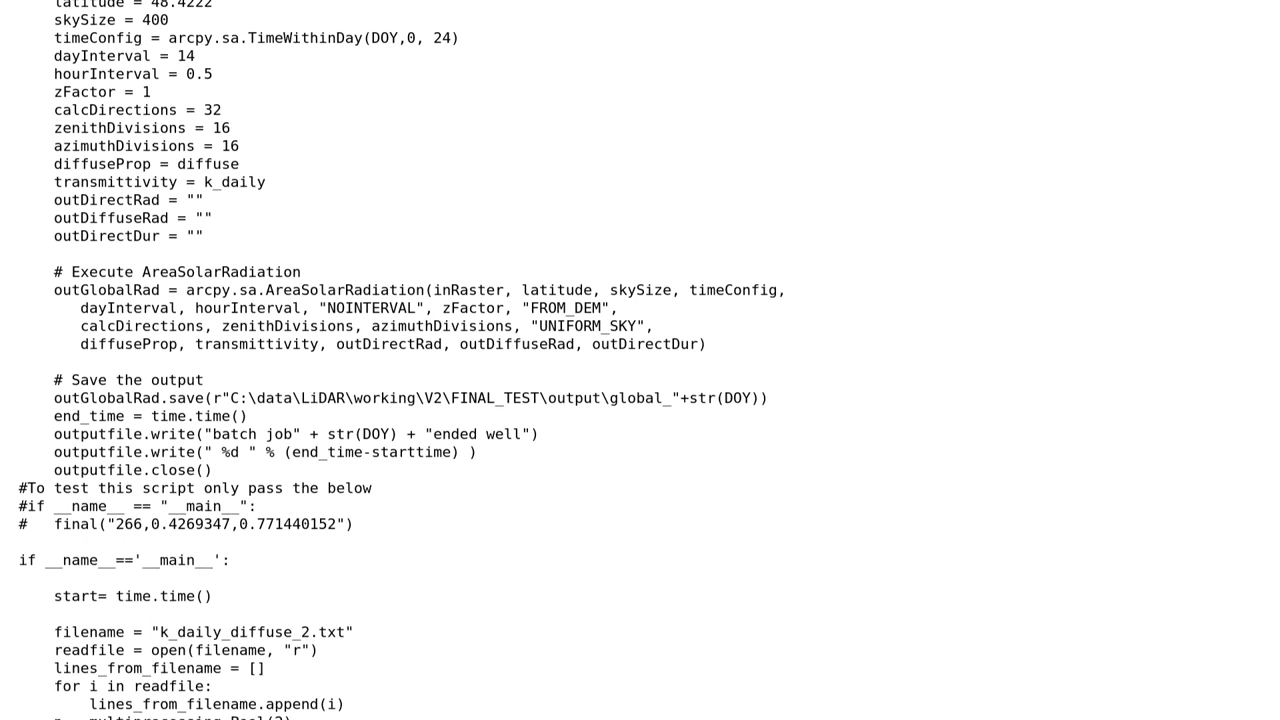 latitude = 48.4222
skySize = 400
timeConfig = arcpy.sa.TimeWithinDay(DOY,0, 24)
dayInterval = 14
hourInterval = 0.5
zFactor = 1
calcDirections = 32
zenithDivisions = 16
azimuthDivisions = 16
diffuseProp = diffuse
transmittivity = k_daily
outDirectRad = ""
outDiffuseRad = ""
outDirectDur = ""
# Execute AreaSolarRadiation
outGlobalRad = arcpy.sa.AreaSolarRadiation(inRaster, latitude, skySize, timeConfig,
dayInterval, hourInterval, "NOINTERVAL", zFactor, "FROM_DEM",
calcDirections, zenithDivisions, azimuthDivisions, "UNIFORM_SKY",
diffuseProp, transmittivity, outDirectRad, outDiffuseRad, outDirectDur)
# Save the output
outGlobalRad.save(r"C:\data\LiDAR\working\V2\FINAL_TEST\output\global_"+str(DOY))
end_time = time.time()
outputfile.write("batch job" + str(DOY) + "ended well")
outputfile.write(" %d " % (end_time-starttime) )
outputfile.close()
#To test this script only pass the below
#if __name__ == "__main__":
#   final("266,0.4269347,0.771440152")
if __name__=='__main__':
start= time.time()
filename = "k_daily_diffuse_2.txt"
readfile = open(filename, "r")
lines_from_filename = []
for i in readfile:
lines_from_filename.append(i)
p = multiprocessing.Pool(2)